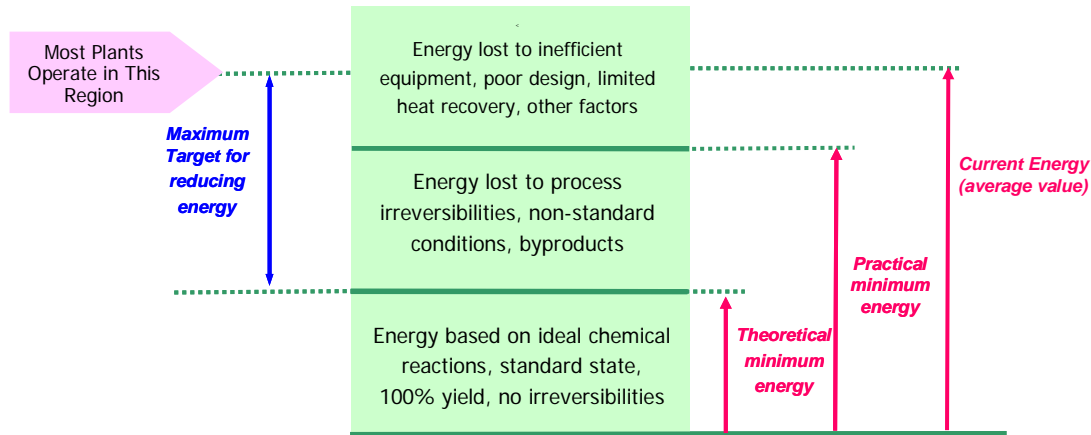 Most Plants
Operate in This
Region
Energy lost to inefficient
equipment, poor design, limited
heat recovery, other factors
Maximum
Target for
reducing
energy
Energy lost to process
irreversibilities, non-standard
conditions, byproducts
Current Energy
(average value)
Practical
minimum
energy
Energy based on ideal chemical
reactions, standard state,
100% yield, no irreversibilities
Theoretical
minimum
energy